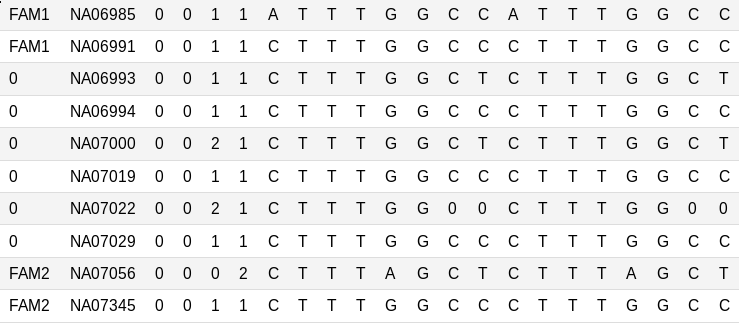 FAM1 NA06985 0 0 1 1 A T T T G G C C A T T T G G C C
FAM1 NA06991 0 0 1 1 C T T T G G C C C T T T G G C C
0 NA06993 0 0 1 1 C T T T G G C T C T T T G G C T
0 NA06994 0 0 1 1 C T T T G G C C C T T T G G C C
0 NA07000 0 0 2 1 C T T T G G C T C T T T G G C T
0 NA07019 0 0 1 1 C T T T G G C C C T T T G G C C
0 NA07022 0 0 2 1 C T T T G G 0 0 C T T T G G 0 0
0 NA07029 0 0 1 1 C T T T G G C C C T T T G G C C
FAM2 NA07056 0 0 0 2 C T T T A G C T C T T T A G C T
FAM2 NA07345 0 0 1 1 C T T T G G C C C T T T G G C C